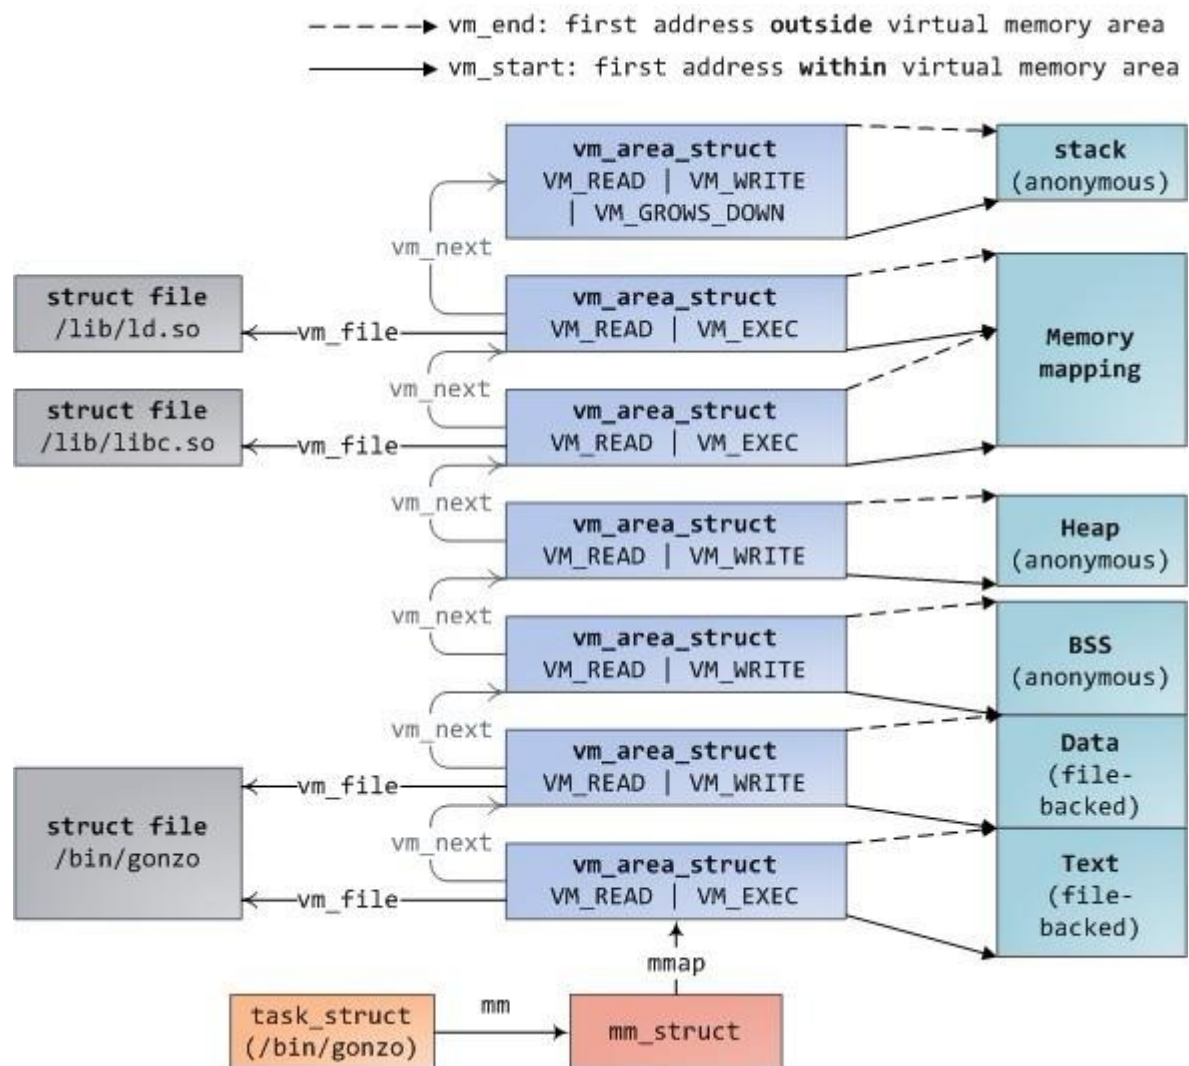 vm_end: first address outside virtual memory area
vm_start: first address within virtual memory area
vm_area_struct
VM_READ | VM_WRITE
| VM_GROWS_DOWN
stack
(anonymous)
vm_next
struct file
/lib/ld.so
vm_file
vm_area_struct
VM_READ | VM_EXEC
Memory
mapping
vm_next
struct file
/lib/libc.so
vm_file
vm_area_struct
VM_READ | VM_EXEC
vm_next
vm_area_struct
VM_READ | VM_WRITE
Heap
(anonymous)
vm_next
vm_area_struct
VM_READ | VM_WRITE
BSS
(anonymous)
vm_next
vm_area_struct
VM_READ | VM_WRITE
Data
(file-
backed)
vm_file
struct file
/bin/gonzo
vm_next
vm_file
vm_area_struct
VM_READ | VM_EXEC
Text
(file-
backed)
mmap
task_struct
(/bin/gonzo)
mm
mm_struct